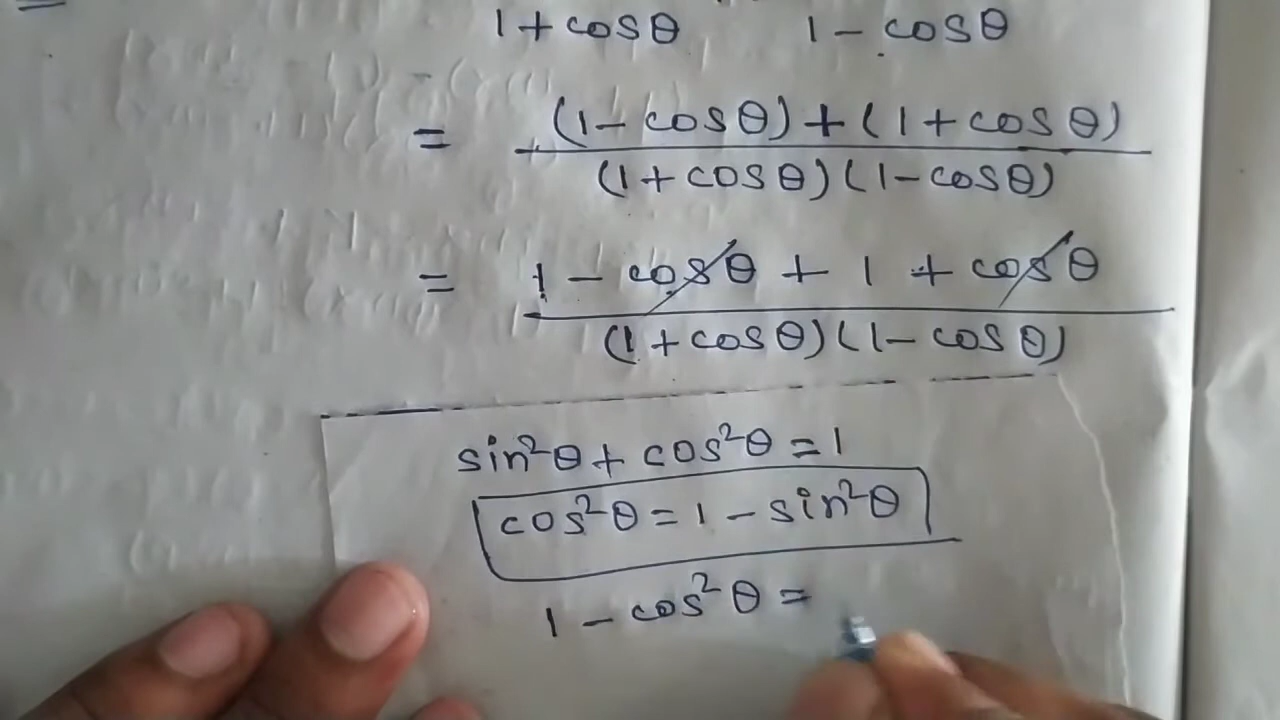 1 + cosθ 1 - cosθ
= (1 - cosθ) + (1 + cosθ)
(1 + cosθ) (1 - cosθ)
= 1 - cosθ + 1 + cosθ
(1 + cosθ) (1 - cosθ)
sin²θ + cos²θ = 1
cos²θ = 1 - sin²θ
1 - cos²θ =